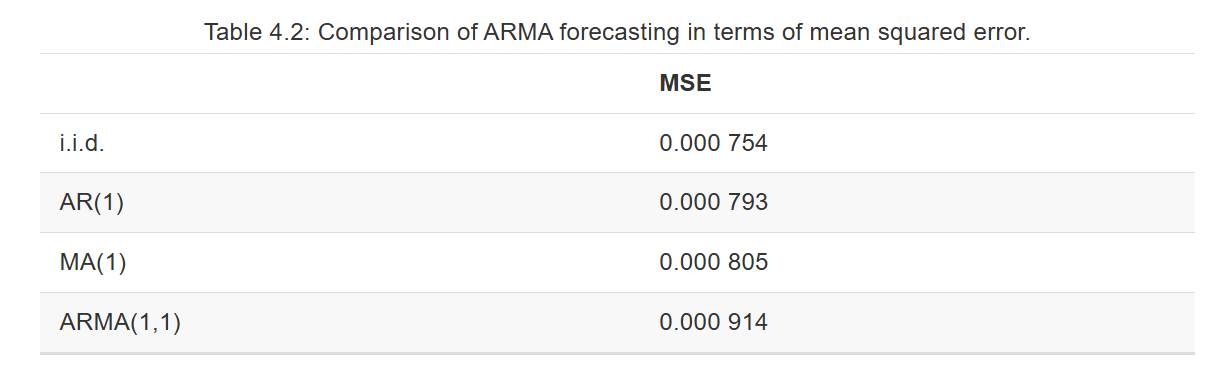 Table 4.2: Comparison of ARMA forecasting in terms of mean squared error.
MSE
i.i.d. 0.000 754
AR(1) 0.000 793
MA(1) 0.000 805
ARMA(1,1) 0.000 914